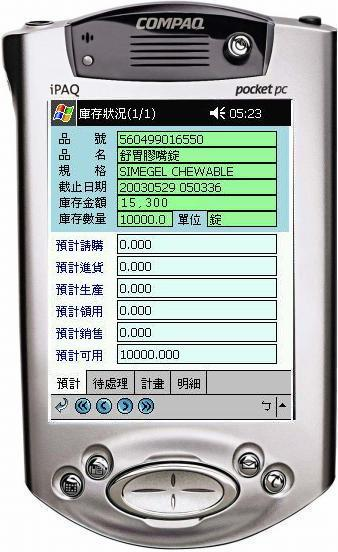 COMPAQ
iPAQ pocket pc
庫存狀況(1/1) 05:23
品 號 560499016550
品 名 舒胃膠嘴錠
規 格 SIMEGEL CHEWABLE
截止日期 20030529 050336
庫存金額 15,300
庫存數量 10000.0 單位 錠
預計請購 0.000
預計進貨 0.000
預計生產 0.000
預計領用 0.000
預計銷售 0.000
預計可用 10000.000
預計 待處理 計畫 明細
ㄅ